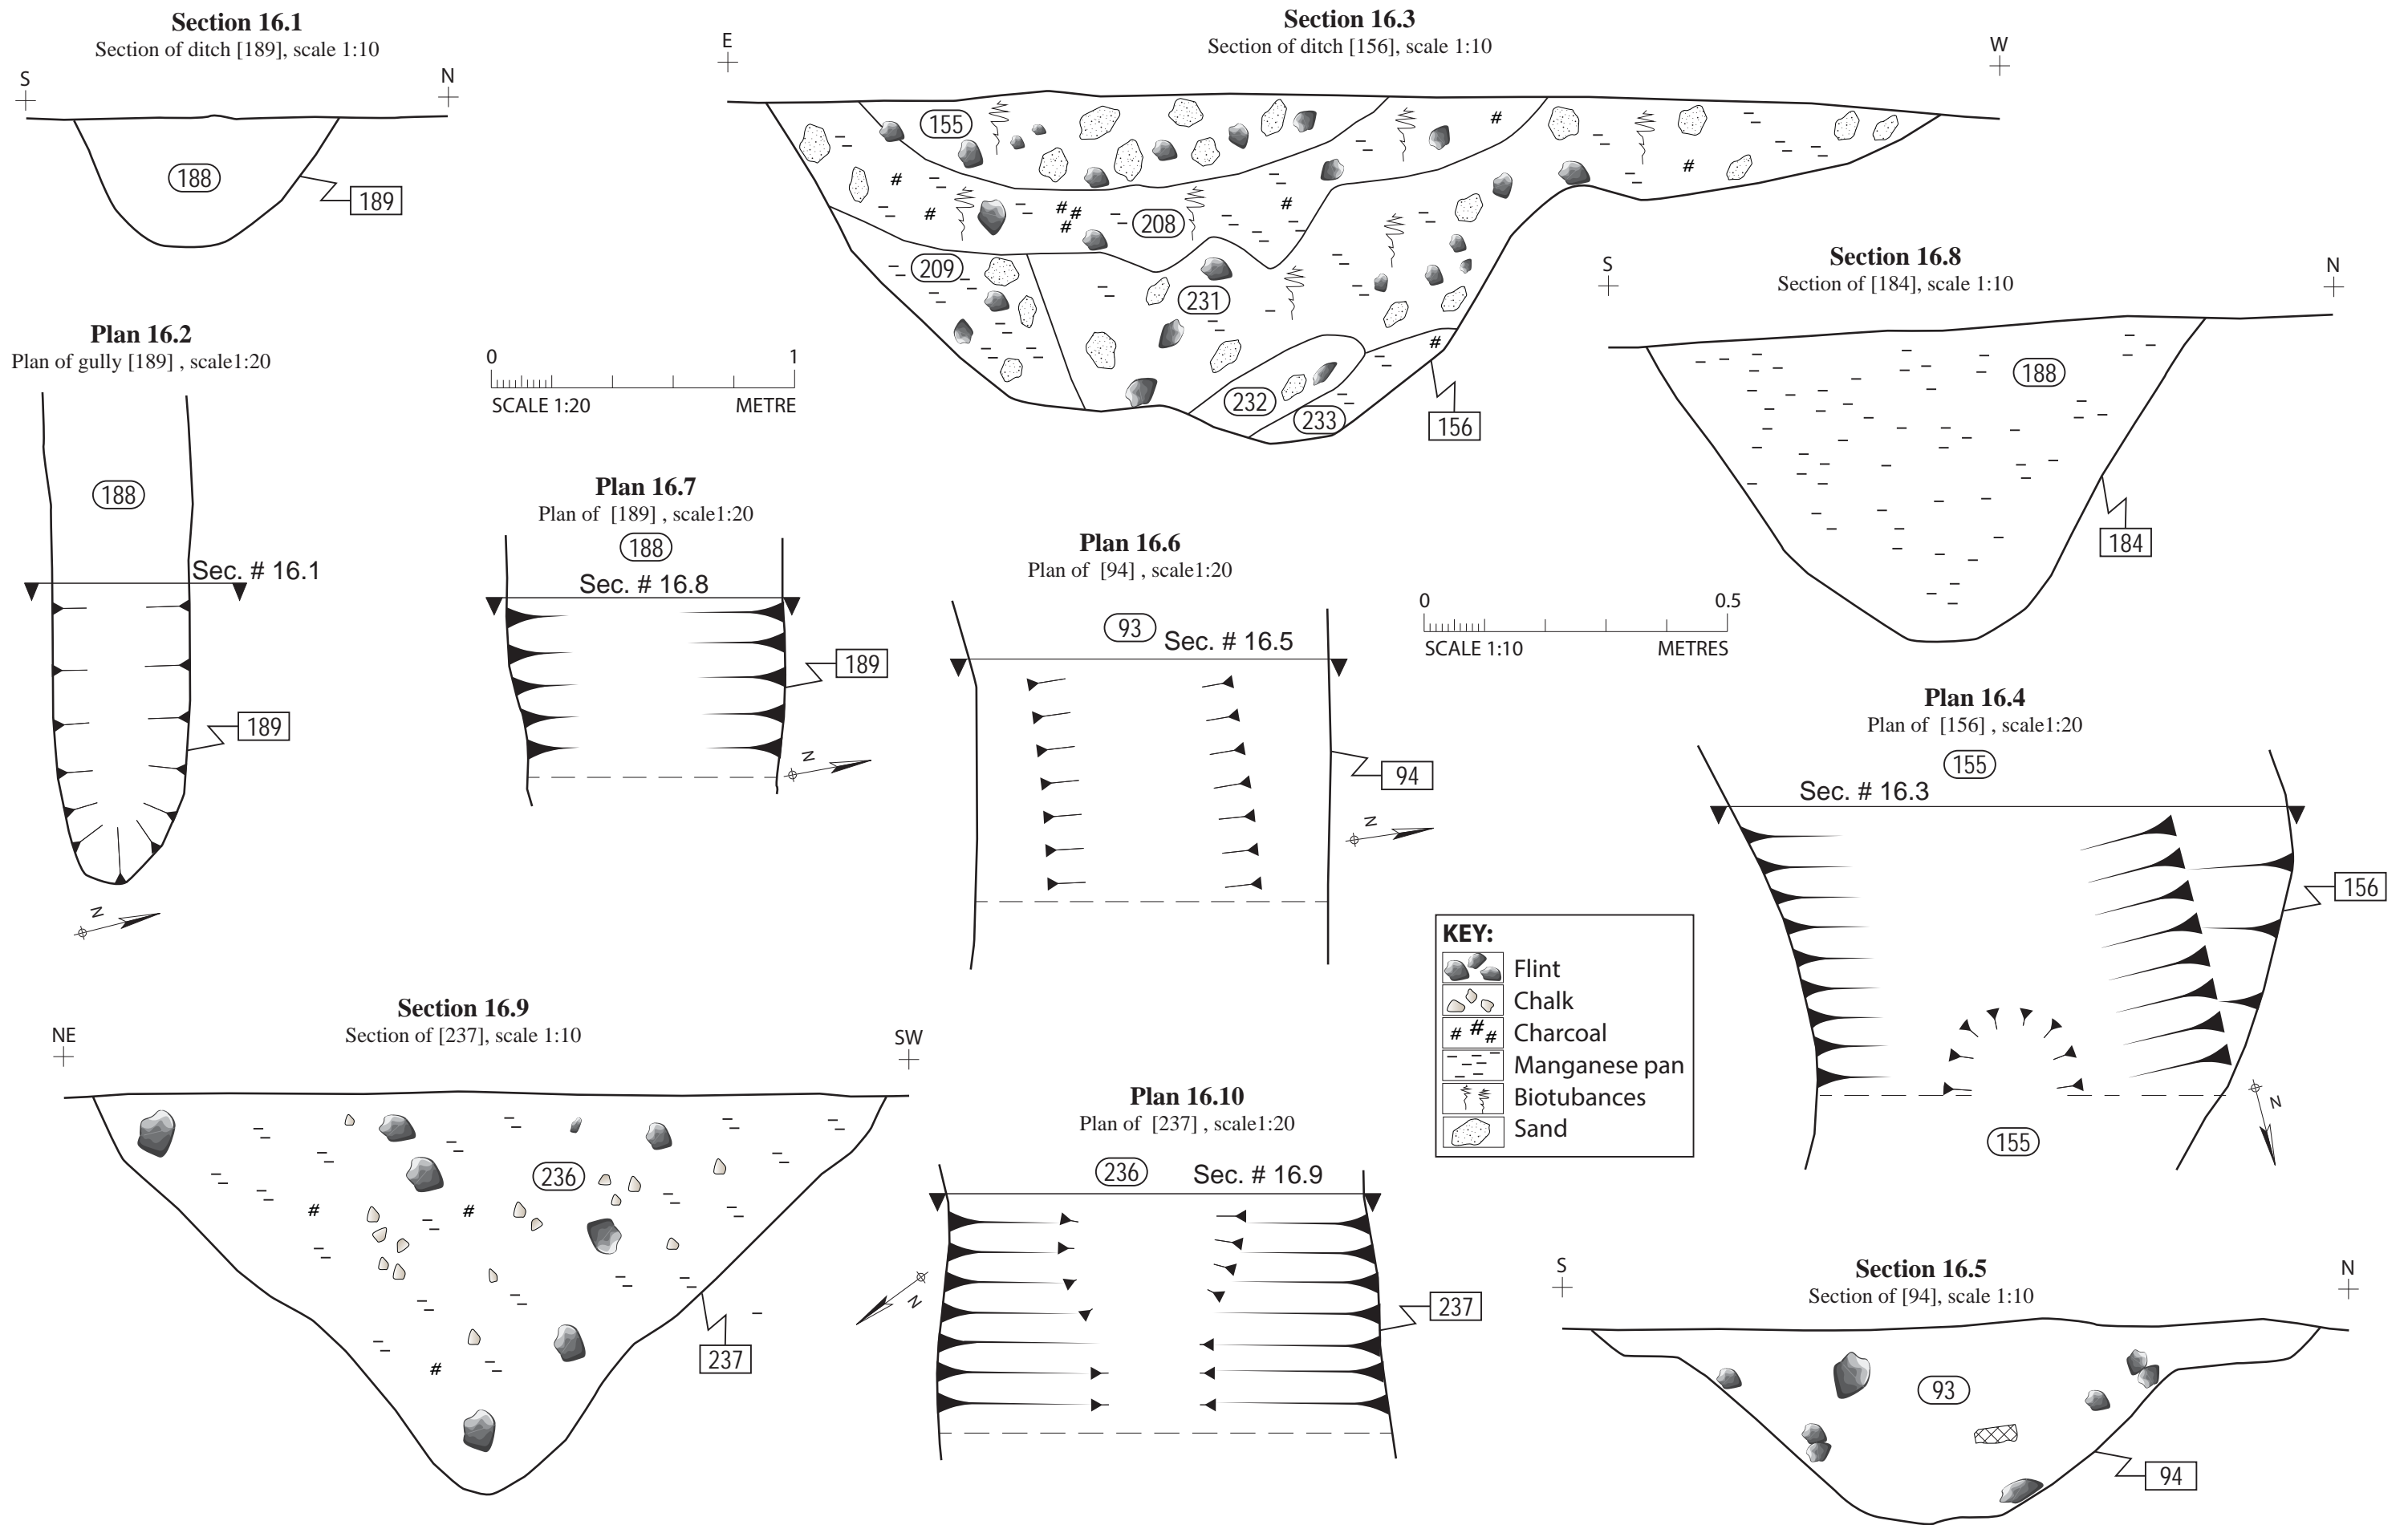 Section 16.1
Section of ditch [189], scale 1:10
S
N
188
189
Section 16.3
Section of ditch [156], scale 1:10
E
W
155
208
209
231
232
233
156
Section 16.8
Section of [184], scale 1:10
S
N
188
184
Plan 16.2
Plan of gully [189] , scale1:20
188
Sec. # 16.1
189
N
0
1
SCALE 1:20
METRE
Plan 16.7
Plan of [189] , scale1:20
188
Sec. # 16.8
189
N
Plan 16.6
Plan of [94] , scale1:20
93
Sec. # 16.5
94
N
0
0.5
SCALE 1:10
METRES
Plan 16.4
Plan of [156] , scale1:20
155
Sec. # 16.3
156
N
155
KEY:
Flint
Chalk
# # # Charcoal
Manganese pan
Biotubances
Sand
Section 16.9
Section of [237], scale 1:10
NE
SW
236
237
Plan 16.10
Plan of [237] , scale1:20
236
Sec. # 16.9
N
237
Section 16.5
Section of [94], scale 1:10
S
N
93
94